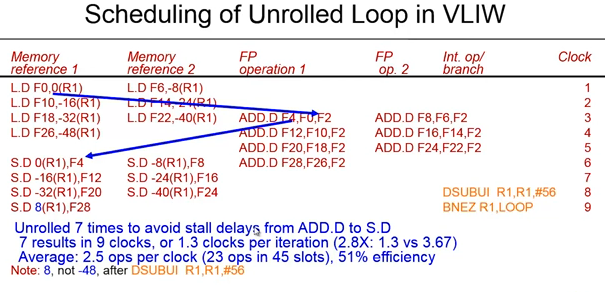 Scheduling of Unrolled Loop in VLIW
Memory reference 1 Memory reference 2 FP operation 1 FP op. 2 Int. op/ branch Clock
L.D F0,0(R1) L.D F6,-8(R1) 1
L.D F10,-16(R1) L.D F14,-24(R1) 2
L.D F18,-32(R1) L.D F22,-40(R1) ADD.D F4,F0,F2 ADD.D F8,F6,F2 3
L.D F26,-48(R1) ADD.D F12,F10,F2 ADD.D F16,F14,F2 4
ADD.D F20,F18,F2 ADD.D F24,F22,F2 5
S.D 0(R1),F4 S.D -8(R1),F8 ADD.D F28,F26,F2 6
S.D -16(R1),F12 S.D -24(R1),F16 7
S.D -32(R1),F20 S.D -40(R1),F24 DSUBUI R1,R1,#56 8
S.D 8(R1),F28 BNEZ R1,LOOP 9
Unrolled 7 times to avoid stall delays from ADD.D to S.D
7 results in 9 clocks, or 1.3 clocks per iteration (2.8X: 1.3 vs 3.67)
Average: 2.5 ops per clock (23 ops in 45 slots), 51% efficiency
Note: 8, not -48, after DSUBUI R1,R1,#56